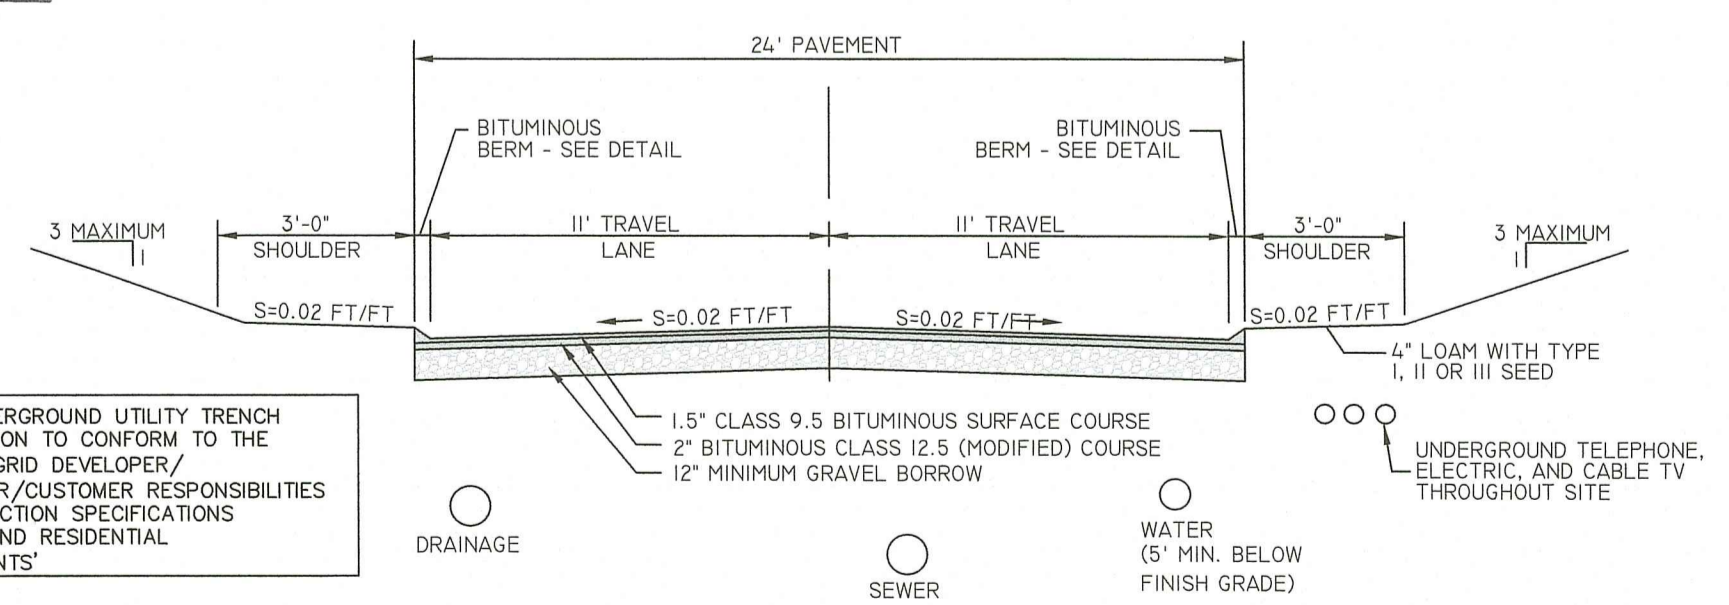 24' PAVEMENT
BITUMINOUS
BERM - SEE DETAIL
BITUMINOUS
BERM - SEE DETAIL
3 MAXIMUM
1
3'-0"
SHOULDER
11' TRAVEL
LANE
11' TRAVEL
LANE
3'-0"
SHOULDER
3 MAXIMUM
1
S=0.02 FT/FT
S=0.02 FT/FT
S=0.02 FT/FT
S=0.02 FT/FT
4" LOAM WITH TYPE
I, II OR III SEED
1.5" CLASS 9.5 BITUMINOUS SURFACE COURSE
2" BITUMINOUS CLASS 12.5 (MODIFIED) COURSE
12" MINIMUM GRAVEL BORROW
ERGROUND UTILITY TRENCH
ON TO CONFORM TO THE
GRID DEVELOPER/
R/CUSTOMER RESPONSIBILITIES
CTION SPECIFICATIONS
ND RESIDENTIAL
NTS'
DRAINAGE
SEWER
WATER
(5' MIN. BELOW
FINISH GRADE)
UNDERGROUND TELEPHONE,
ELECTRIC, AND CABLE TV
THROUGHOUT SITE